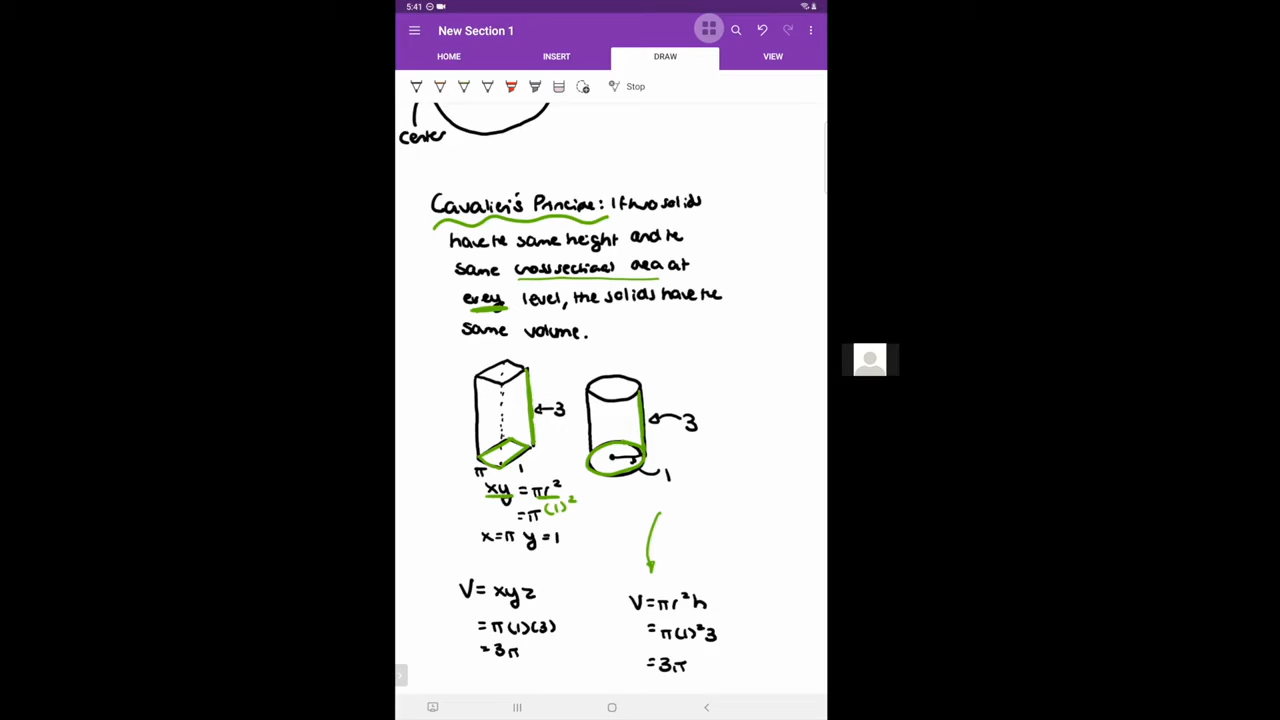 5:41
New Section 1
HOME INSERT DRAW VIEW
Stop
Center
Cavalieri's Principle: If two solids
have the same height and the
same cross sectional area at
every level, the solids have the
same volume.
3
3
π 1
1
xy = πr²
= π (1)²
x=π y=1
V= xyz
= π(1)(3)
= 3π
V=πr²h
= π(1)²3
=3π